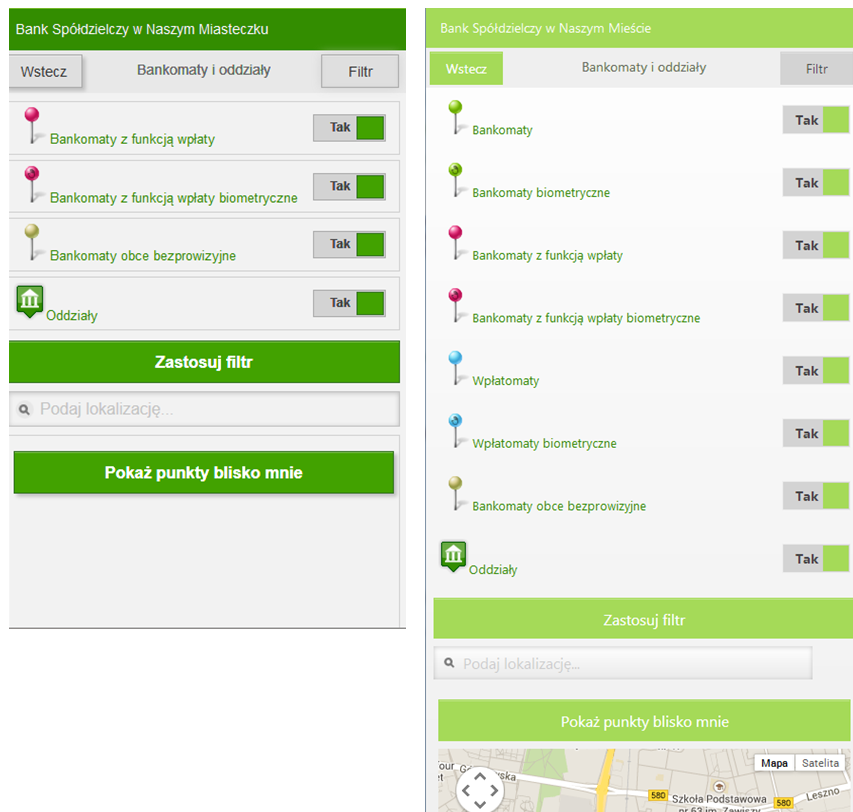 Bank Spółdzielczy w Naszym Miasteczku
Wstecz
Bankomaty i oddziały
Filtr
Bankomaty z funkcją wpłaty
Tak
Bankomaty z funkcją wpłaty biometryczne
Tak
Bankomaty obce bezprowizyjne
Tak
Oddziały
Tak
Zastosuj filtr
Podaj lokalizację...
Pokaż punkty blisko mnie
Bank Spółdzielczy w Naszym Mieście
Wstecz
Bankomaty i oddziały
Filtr
Bankomaty
Tak
Bankomaty biometryczne
Tak
Bankomaty z funkcją wpłaty
Tak
Bankomaty z funkcją wpłaty biometryczne
Tak
Wpłatomaty
Tak
Wpłatomaty biometryczne
Tak
Bankomaty obce bezprowizyjne
Tak
Oddziały
Tak
Zastosuj filtr
Podaj lokalizację...
Pokaż punkty blisko mnie
Mapa
Satelita
580
Szkoła Podstawowa
nr 63 im. Zawiszy
580
Leszno